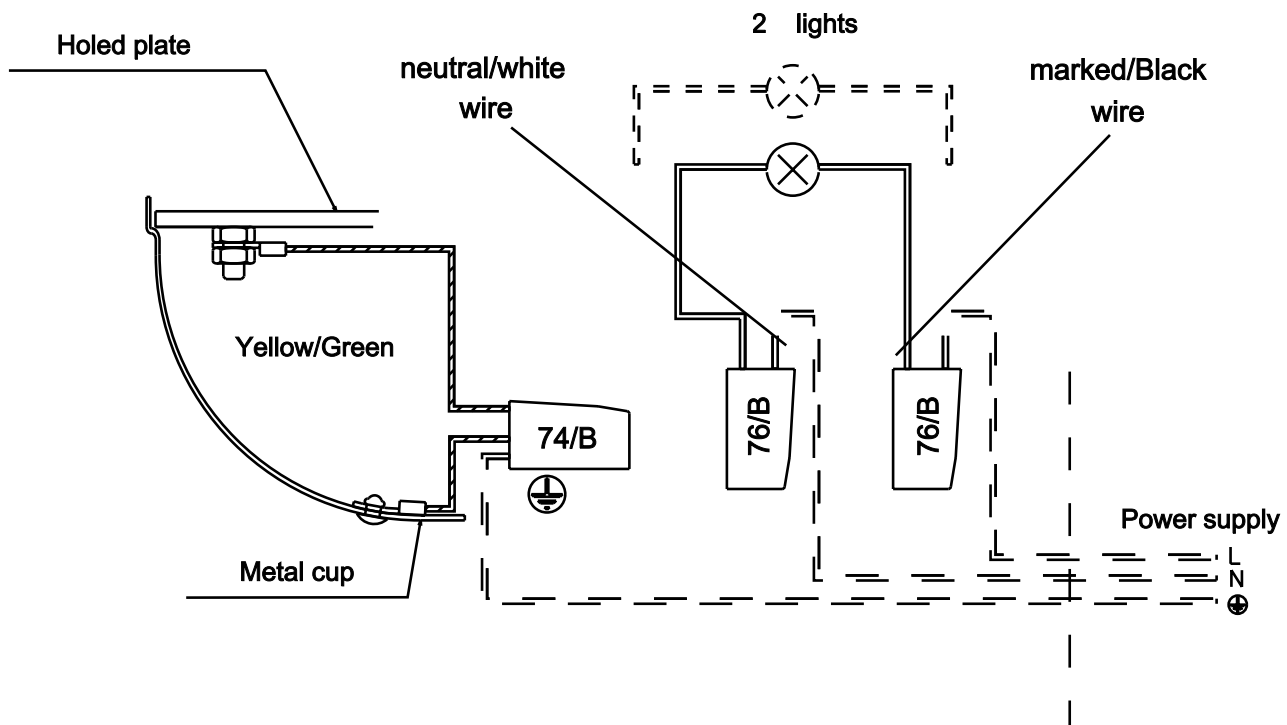 2 lights
Holed plate
neutral/white
wire
marked/Black
wire
Yellow/Green
74/B
76/B
76/B
Power supply
L
N
Metal cup